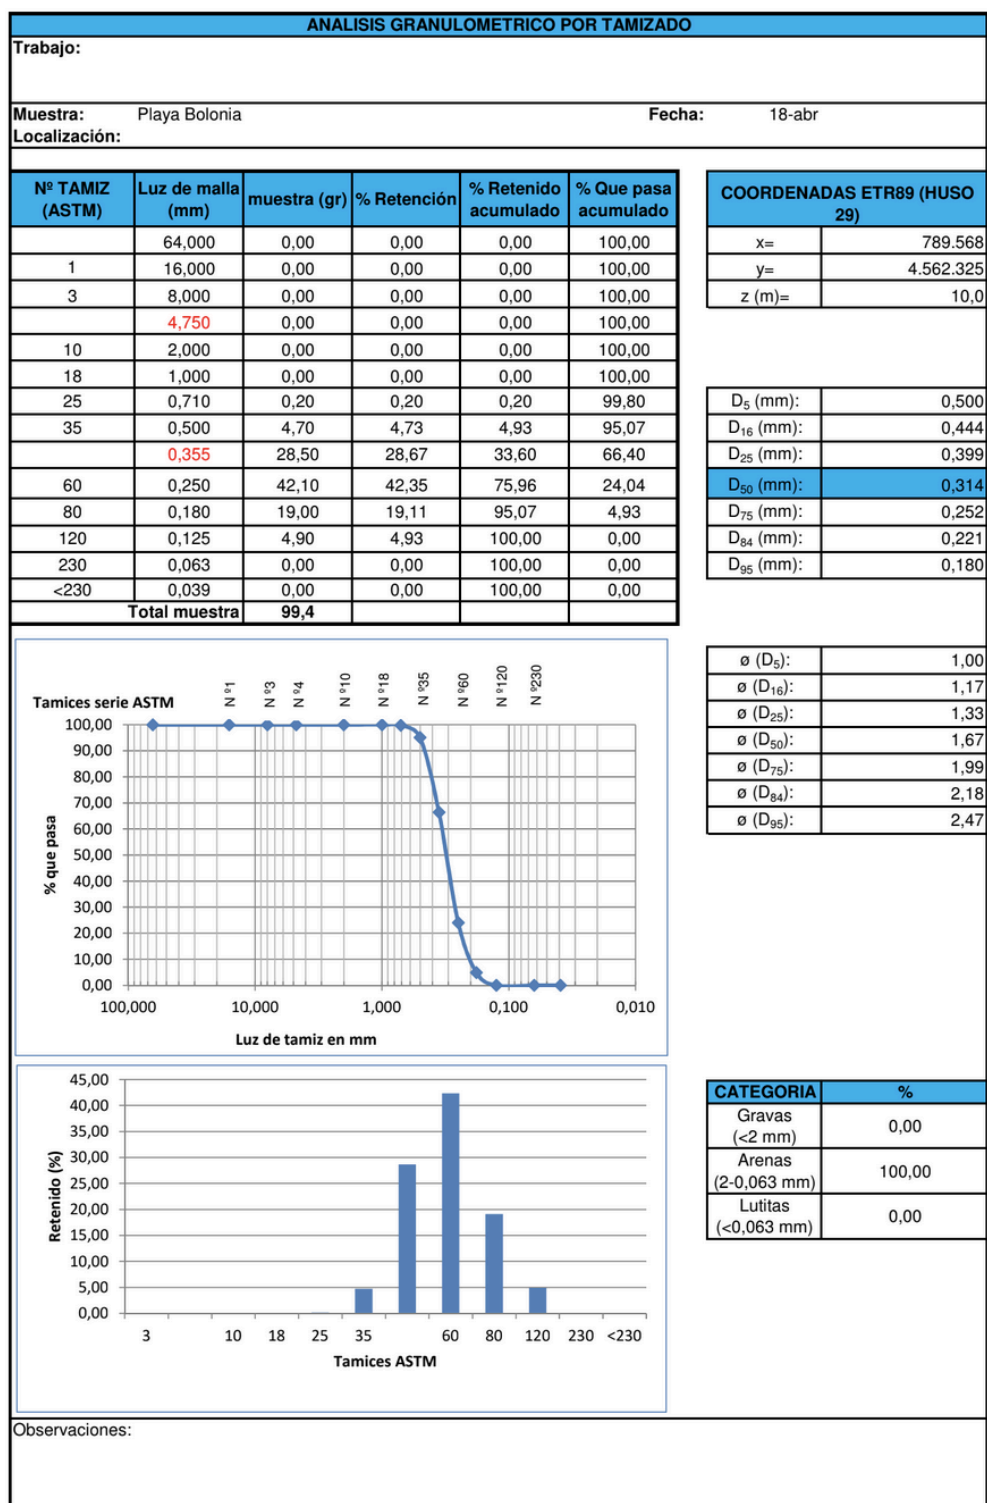 ANALISIS GRANULOMETRICO POR TAMIZADO
Trabajo:
Muestra: Playa Bolonia Fecha: 18-abr
Localización:
Nº TAMIZ (ASTM) Luz de malla (mm) muestra (gr) % Retención % Retenido acumulado % Que pasa acumulado
64,000 0,00 0,00 0,00 100,00
1 16,000 0,00 0,00 0,00 100,00
3 8,000 0,00 0,00 0,00 100,00
4,750 0,00 0,00 0,00 100,00
10 2,000 0,00 0,00 0,00 100,00
18 1,000 0,00 0,00 0,00 100,00
25 0,710 0,20 0,20 0,20 99,80
35 0,500 4,70 4,73 4,93 95,07
0,355 28,50 28,67 33,60 66,40
60 0,250 42,10 42,35 75,96 24,04
80 0,180 19,00 19,11 95,07 4,93
120 0,125 4,90 4,93 100,00 0,00
230 0,063 0,00 0,00 100,00 0,00
<230 0,039 0,00 0,00 100,00 0,00
Total muestra 99,4
COORDENADAS ETR89 (HUSO
29)
x= 789.568
y= 4.562.325
z (m)= 10,0
D5 (mm): 0,500
D16 (mm): 0,444
D25 (mm): 0,399
D50 (mm): 0,314
D75 (mm): 0,252
D84 (mm): 0,221
D95 (mm): 0,180
ø (D5): 1,00
ø (D16): 1,17
ø (D25): 1,33
ø (D50): 1,67
ø (D75): 1,99
ø (D84): 2,18
ø (D95): 2,47
Tamices serie ASTM
N º1 N º3 N º4 N º10 N º18 N º35 N º60 N º120 N º230
% que pasa
100,00
90,00
80,00
70,00
60,00
50,00
40,00
30,00
20,00
10,00
0,00
100,000 10,000 1,000 0,100 0,010
Luz de tamiz en mm
Retenido (%)
45,00
40,00
35,00
30,00
25,00
20,00
15,00
10,00
5,00
0,00
3 10 18 25 35 60 80 120 230 <230
Tamices ASTM
CATEGORIA %
Gravas
(<2 mm) 0,00
Arenas
(2-0,063 mm) 100,00
Lutitas
(<0,063 mm) 0,00
Observaciones: